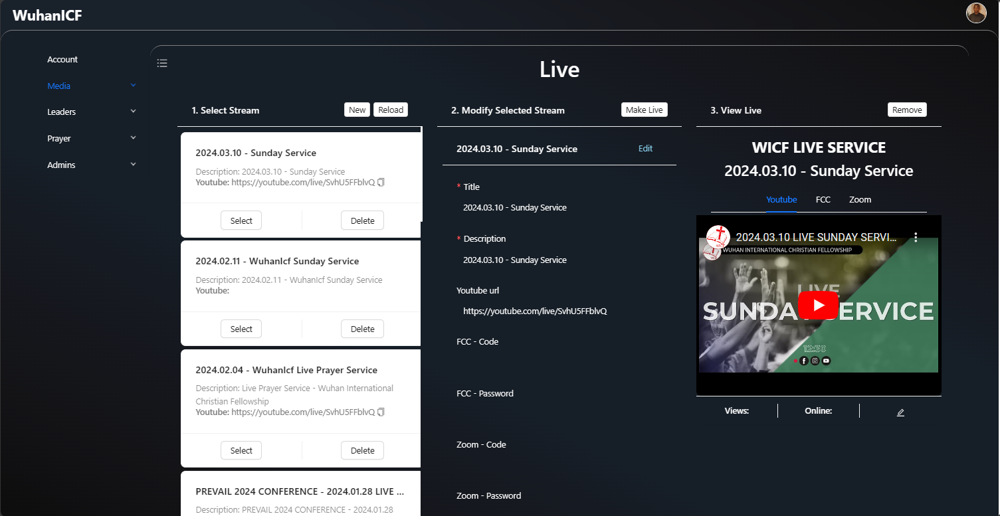 WuhanICF
Account
Media
Leaders
Prayer
Admins
Live
1. Select Stream
New
Reload
2024.03.10 - Sunday Service
Description: 2024.03.10 - Sunday Service
Youtube: https://youtube.com/live/SvhU5FFblvQ
Select
Delete
2024.02.11 - WuhanIcf Sunday Service
Description: 2024.02.11 - WuhanIcf Sunday Service
Youtube:
Select
Delete
2024.02.04 - WuhanIcf Live Prayer Service
Description: Live Prayer Service - Wuhan International
Christian Fellowship
Youtube: https://youtube.com/live/SvhU5FFblvQ
Select
Delete
PREVAIL 2024 CONFERENCE - 2024.01.28 LIVE ...
Description: PREVAIL 2024 CONFERENCE - 2024.01.28
2. Modify Selected Stream
Make Live
2024.03.10 - Sunday Service
Edit
* Title
2024.03.10 - Sunday Service
* Description
2024.03.10 - Sunday Service
Youtube url
https://youtube.com/live/SvhU5FFblvQ
FCC - Code
FCC - Password
Zoom - Code
Zoom - Password
3. View Live
Remove
WICF LIVE SERVICE
2024.03.10 - Sunday Service
Youtube
FCC
Zoom
2024.03.10 LIVE SUNDAY SERVI...
WUHAN INTERNATIONAL CHRISTIAN FELLOWSHIP
LIVE
SUNDAY SERVICE
12:30
Views:
Online: